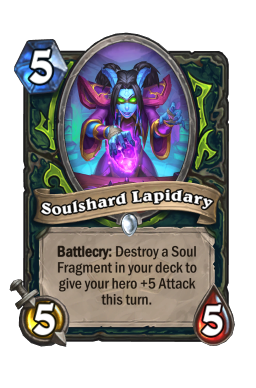 5
Soulshard Lapidary
Battlecry: Destroy a Soul
Fragment in your deck to
give your hero +5 Attack
this turn.
5 5